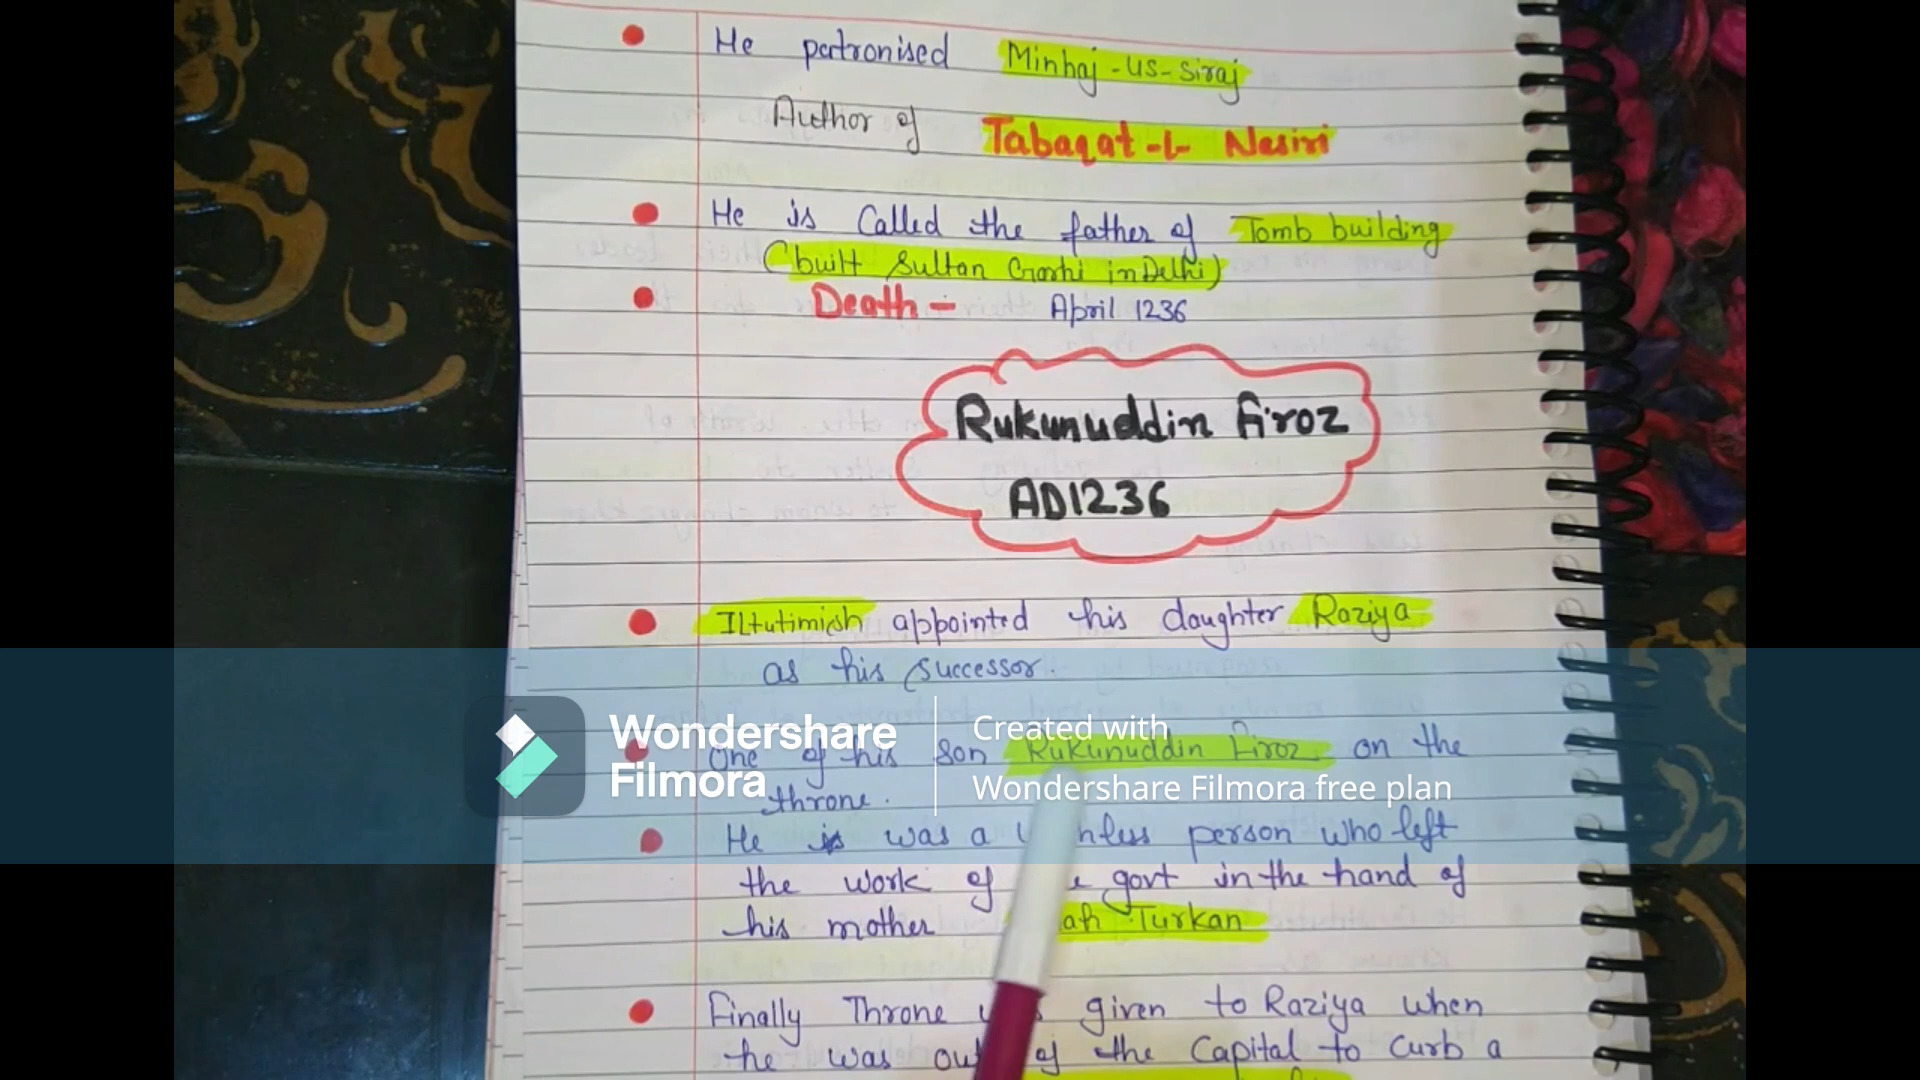 He patronised Minhaj-us-siraj
Author of Tabaqat-i- Nasiri
He is called the father of Tomb building
(built Sultan Garhi in Delhi)
Death - April 1236
Rukunuddin Firoz
AD1236
Iltutimish appointed his daughter Raziya
as his successor.
One of his son Rukunuddin Firoz on the
throne.
He was a person who left
the work of govt in the hand of
his mother Turkan
Finally Throne given to Raziya when
he was out of the Capital to curb a
Wondershare
Filmora
Created with
Wondershare Filmora free plan